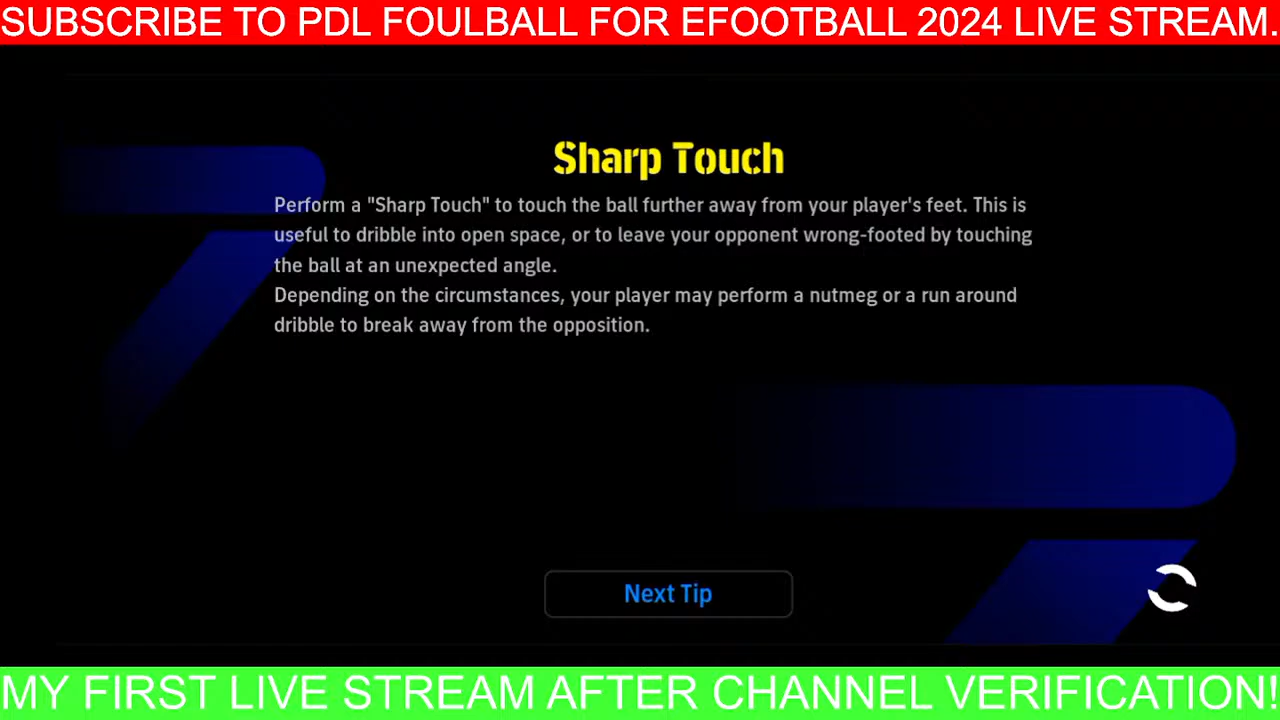 SUBSCRIBE TO PDL FOULBALL FOR EFOOTBALL 2024 LIVE STREAM.
Sharp Touch
Perform a "Sharp Touch" to touch the ball further away from your player's feet. This is
useful to dribble into open space, or to leave your opponent wrong-footed by touching
the ball at an unexpected angle.
Depending on the circumstances, your player may perform a nutmeg or a run around
dribble to break away from the opposition.
Next Tip
MY FIRST LIVE STREAM AFTER CHANNEL VERIFICATION!